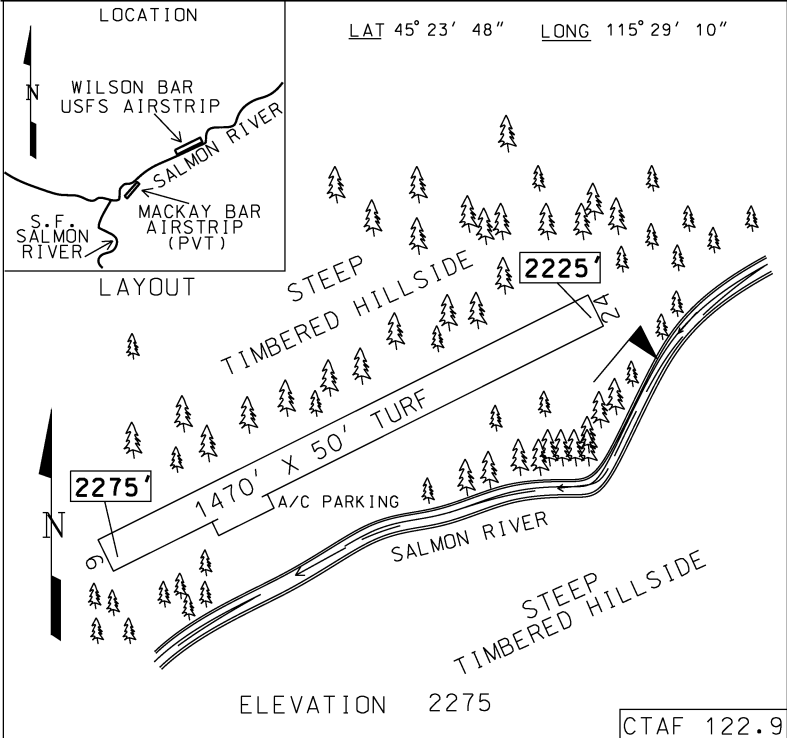 LOCATION
LAT 45° 23' 48" LONG 115° 29' 10"
N
WILSON BAR
USFS AIRSTRIP
SALMON RIVER
MACKAY BAR
AIRSTRIP
(PVT)
S.F.
SALMON
RIVER
LAYOUT
STEEP
TIMBERED HILLSIDE
2225'
24
1470' X 50' TURF
2275'
A/C PARKING
N
6
SALMON RIVER
STEEP
TIMBERED HILLSIDE
ELEVATION 2275
CTAF 122.9